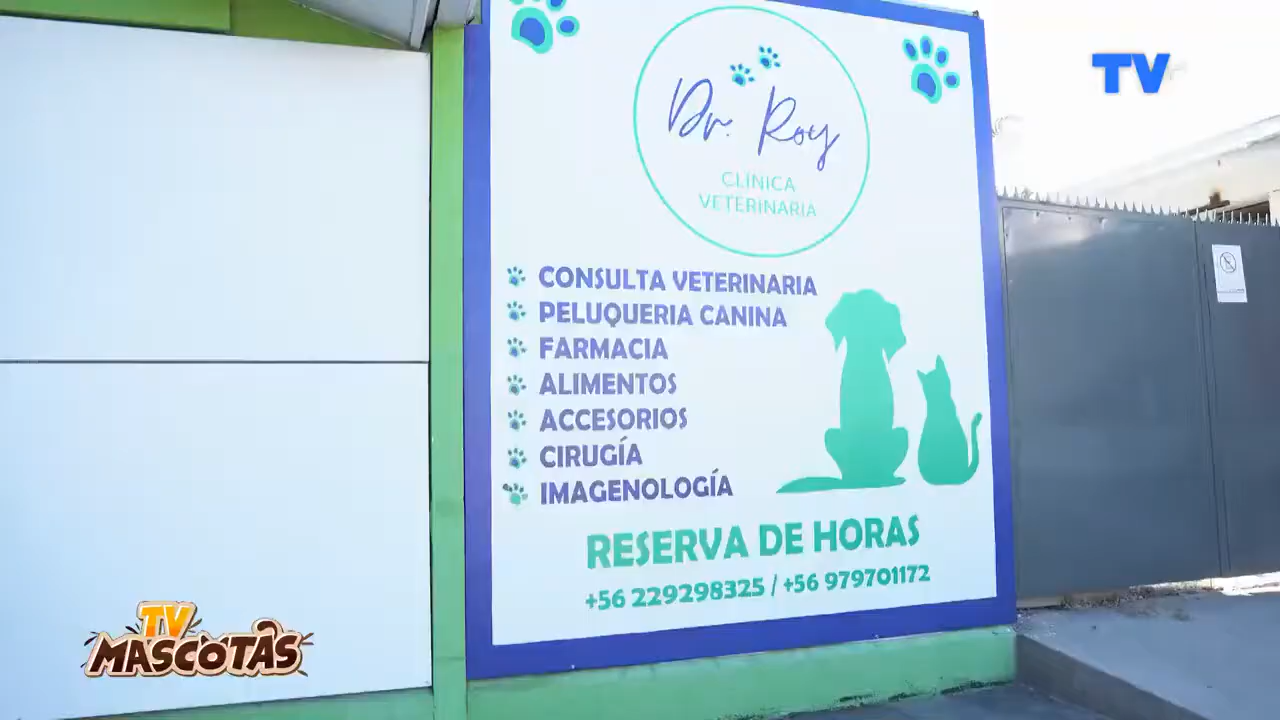 TV
Dr. Roy
CLÍNICA
VETERINARIA
CONSULTA VETERINARIA
PELUQUERIA CANINA
FARMACIA
ALIMENTOS
ACCESORIOS
CIRUGÍA
IMAGENOLOGÍA
RESERVA DE HORAS
+56 229298325 / +56 979701172
TV
MASCOTAS